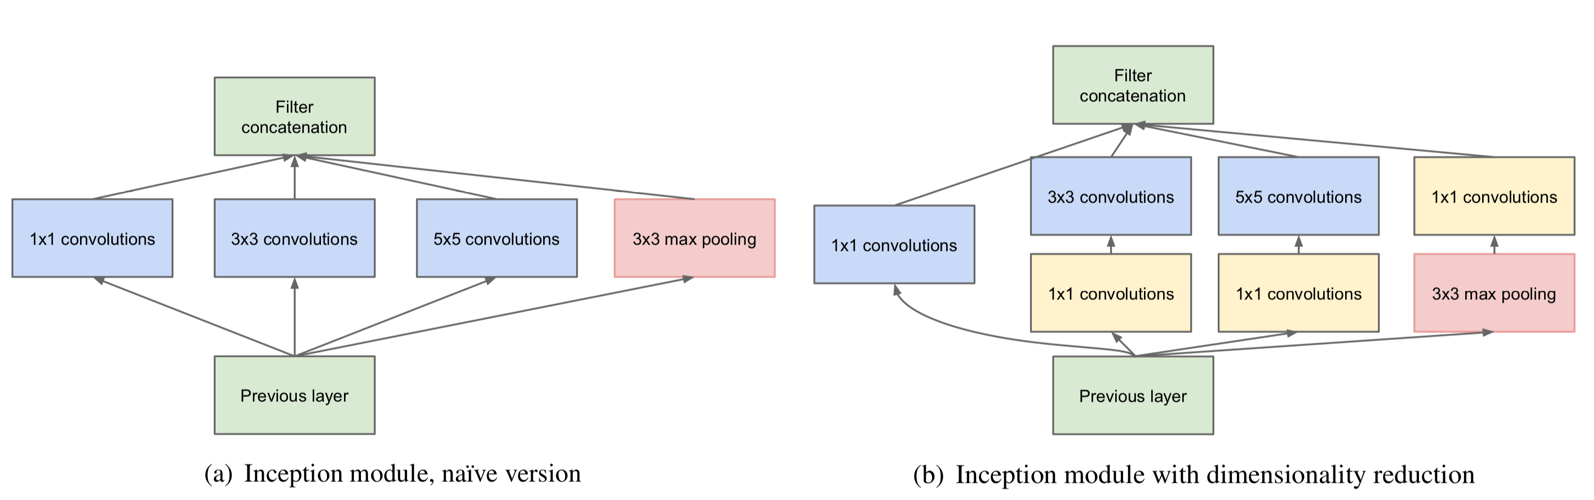 Filter
concatenation
1x1 convolutions
3x3 convolutions
5x5 convolutions
3x3 max pooling
Previous layer
(a) Inception module, naïve version
Filter
concatenation
1x1 convolutions
3x3 convolutions
5x5 convolutions
1x1 convolutions
1x1 convolutions
1x1 convolutions
3x3 max pooling
Previous layer
(b) Inception module with dimensionality reduction